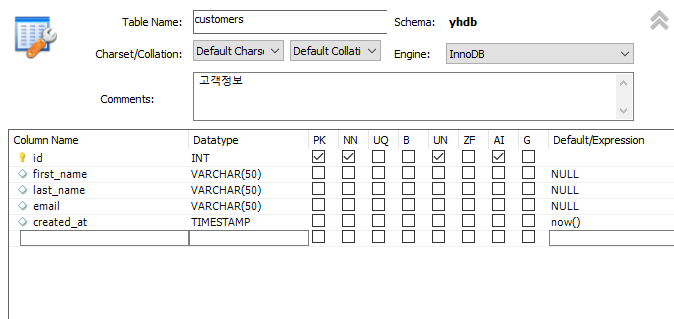 Table Name: customers Schema: yhdb
Charset/Collation: Default Charse Default Collati Engine: InnoDB
Comments: 고객정보
Column Name Datatype PK NN UQ B UN ZF AI G Default/Expression
id INT
first_name VARCHAR(50) NULL
last_name VARCHAR(50) NULL
email VARCHAR(50) NULL
created_at TIMESTAMP now()